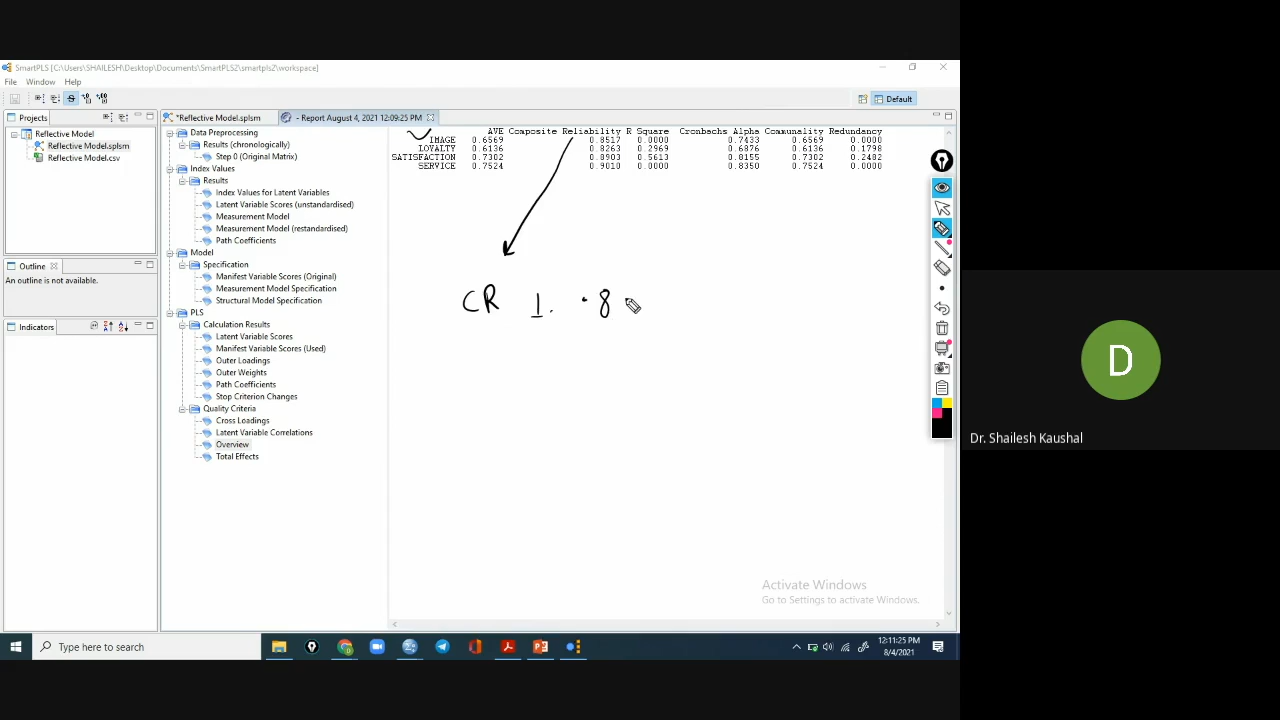 SmartPLS [C:\Users\SHAILESH\Desktop\Documents\SmartPLS2\smartpls2\workspace]
File Window Help
Default
Projects
*Reflective Model.splsm
- Report August 4, 2021 12:09:25 PM
Reflective Model
Reflective Model.splsm
Reflective Model.csv
Outline
An outline is not available.
Indicators
Data Preprocessing
Results (chronologically)
Step 0 (Original Matrix)
Index Values
Results
Index Values for Latent Variables
Latent Variable Scores (unstandardised)
Measurement Model
Measurement Model (restandardised)
Path Coefficients
Model
Specification
Manifest Variable Scores (Original)
Measurement Model Specification
Structural Model Specification
PLS
Calculation Results
Latent Variable Scores
Manifest Variable Scores (Used)
Outer Loadings
Outer Weights
Path Coefficients
Stop Criterion Changes
Quality Criteria
Cross Loadings
Latent Variable Correlations
Overview
Total Effects
AVE Composite Reliability R Square Cronbachs Alpha Communality Redundancy
IMAGE 0.6569 0.8517 0.0000 0.7433 0.6569 0.0000
LOYALTY 0.6136 0.8263 0.2969 0.6876 0.6136 0.1798
SATISFACTION 0.7302 0.8903 0.5613 0.8155 0.7302 0.2482
SERVICE 0.7524 0.9010 0.0000 0.8350 0.7524 0.0000
CR 1. .8
Activate Windows
Go to Settings to activate Windows.
Type here to search
12:11:25 PM
8/4/2021
D
Dr. Shailesh Kaushal